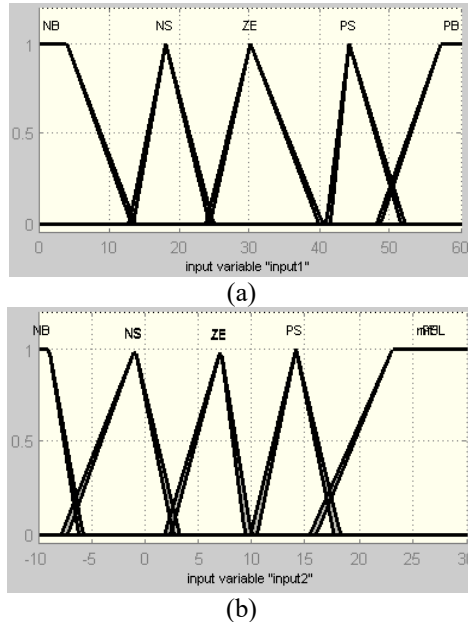 NB NS ZE PS PB
1
0.5
0
0 10 20 30 40 50 60
input variable "input1"
(a)
NB NS ZE PS
1
0.5
0
-10 -5 0 5 10 15 20 25 30
input variable "input2"
(b)